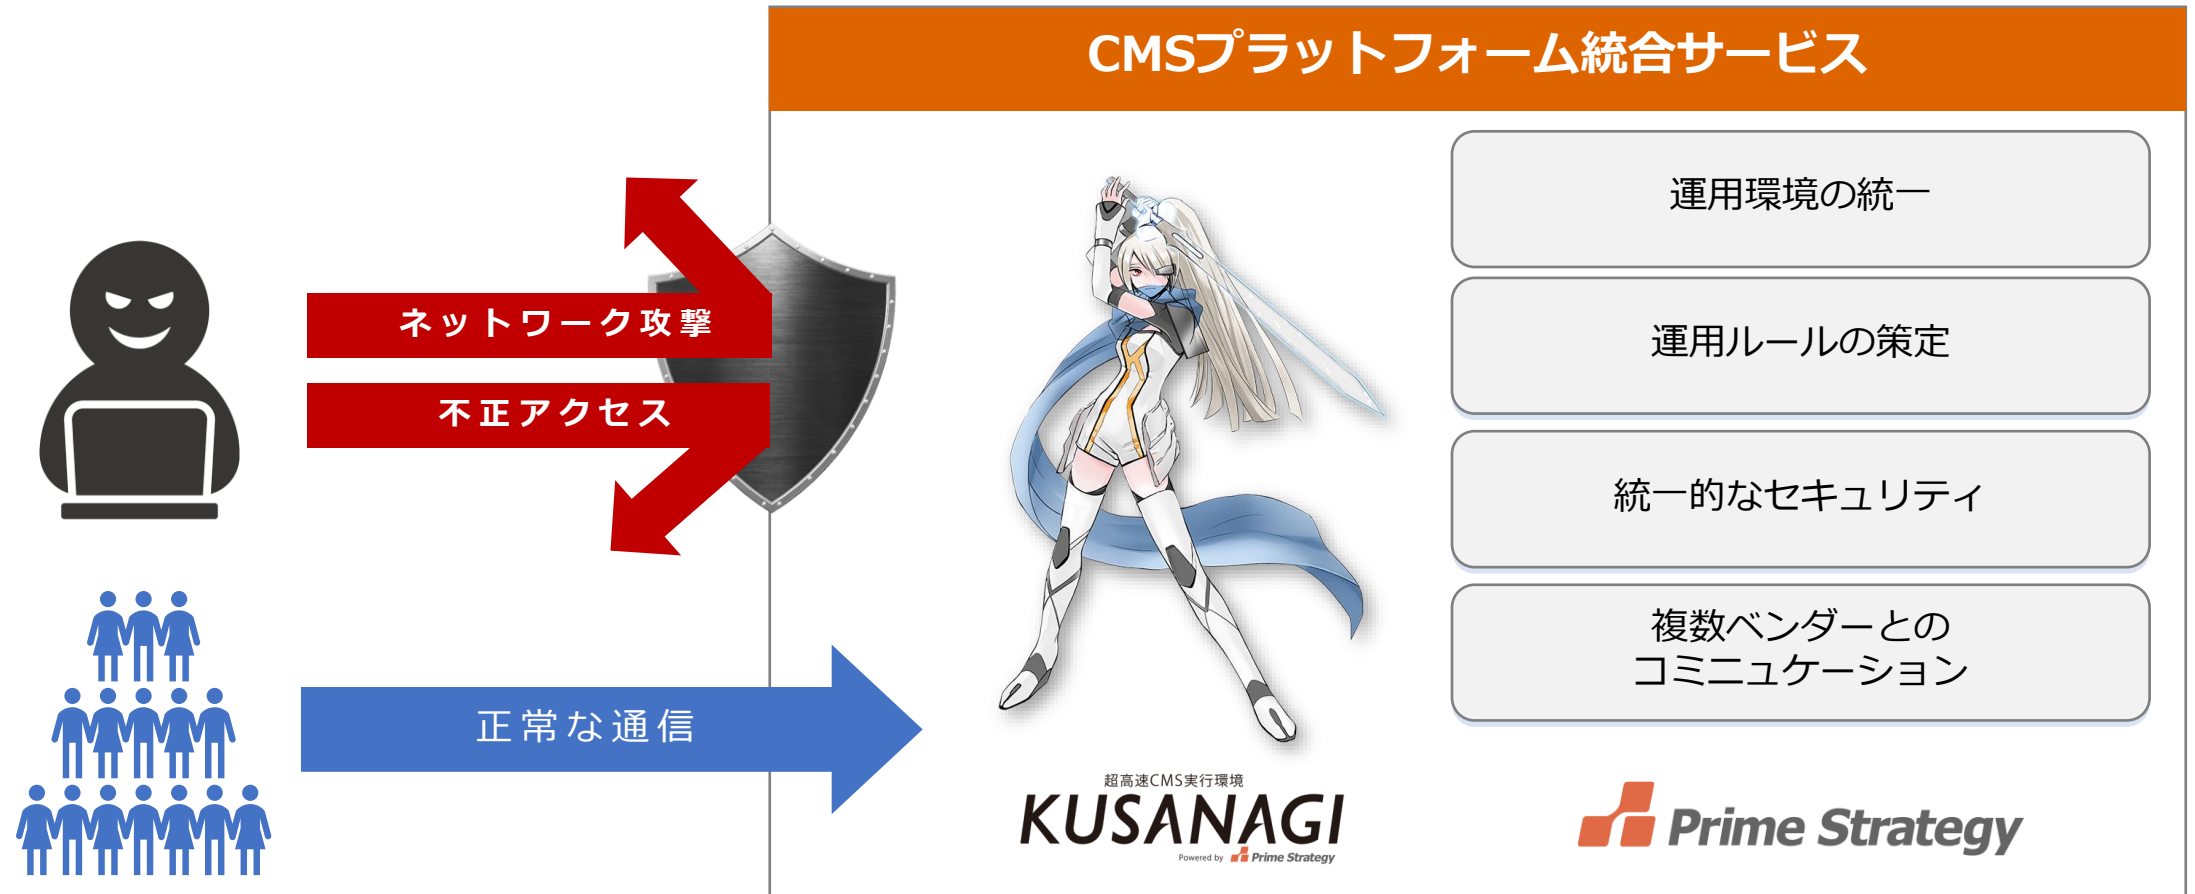 CMSプラットフォーム統合サービス
ネットワーク攻撃
不正アクセス
正常な通信
運用環境の統一
運用ルールの策定
統一的なセキュリティ
複数ベンダーとの
コミニュケーション
超高速CMS実行環境
KUSANAGI
Powered by Prime Strategy
Prime Strategy